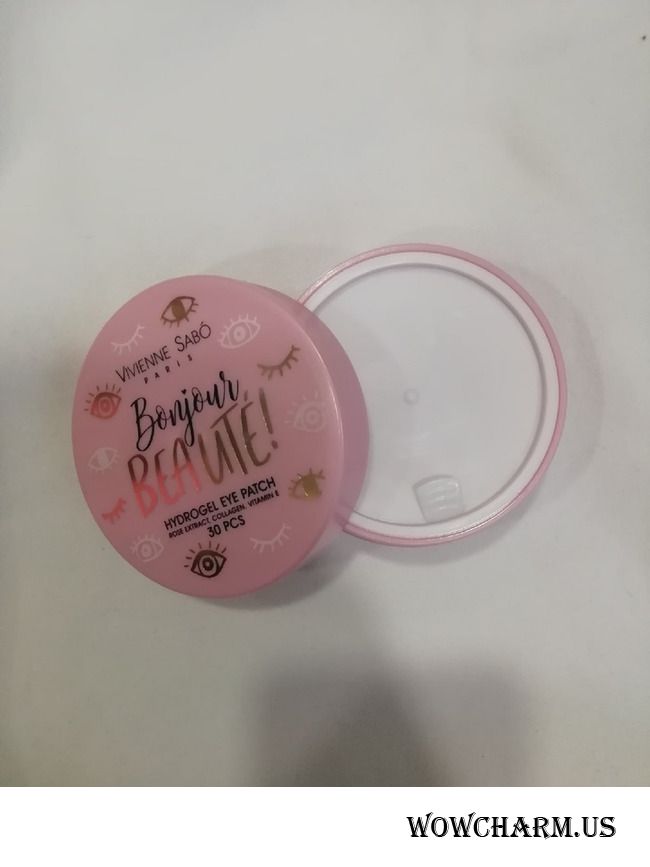 VIVIENNE SABÓ
PARIS
Bonjour
BEAUTÉ!
HYDROGEL EYE PATCH
ROSE EXTRACT, COLLAGEN, VITAMIN E
30 PCS
WOWCHARM.US